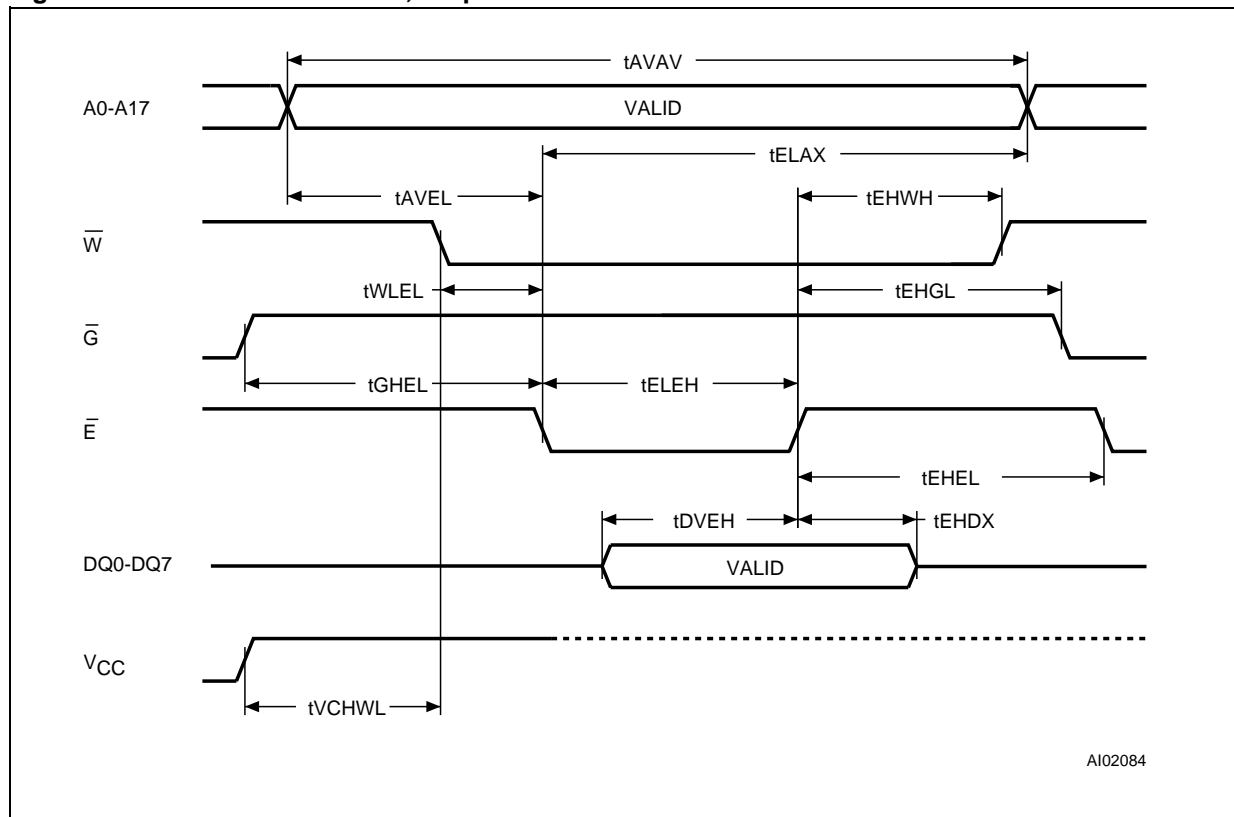 tAVAV
A0-A17
VALID
tELAX
tAVEL
tEHWH
W
tWLEL
tEHGL
G
tGHEL
tELEH
E
tEHEL
tDVEH
tEHDX
DQ0-DQ7
VALID
VCC
tVCHWL
AI02084